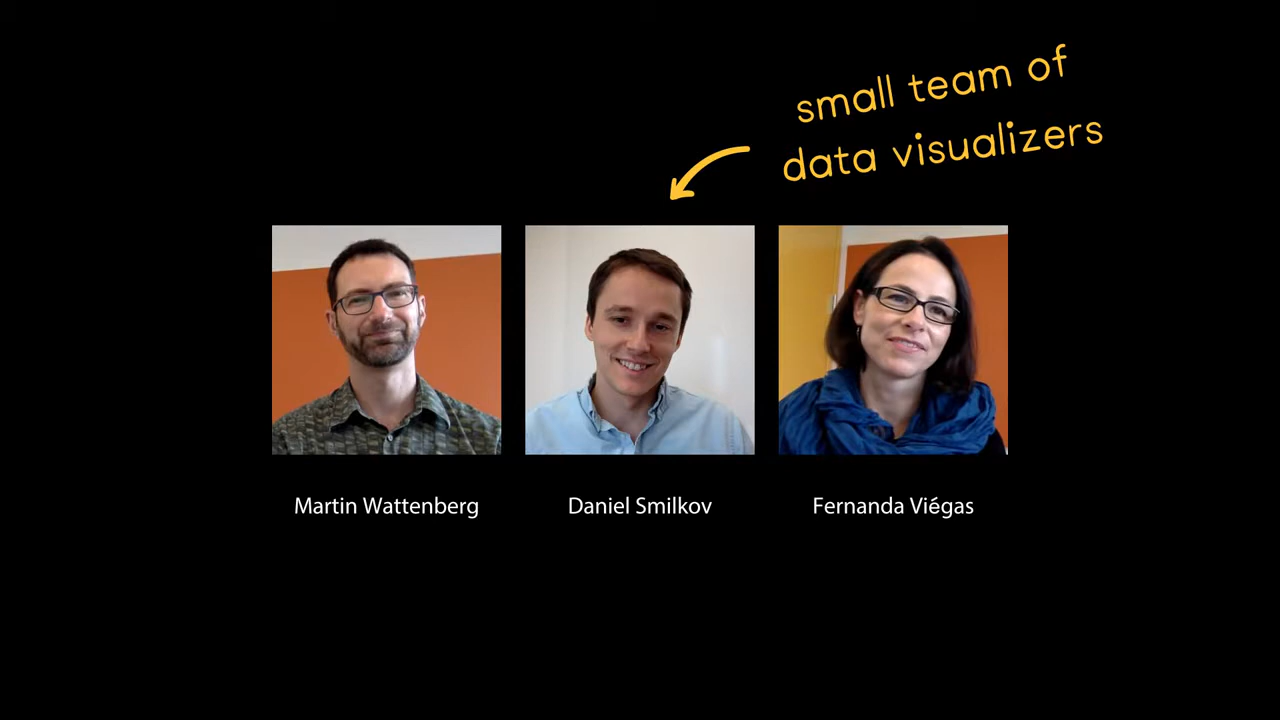 small team of
data visualizers
Martin Wattenberg
Daniel Smilkov
Fernanda Viégas